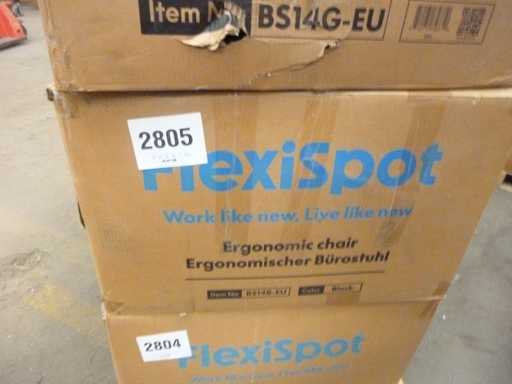 Item No BS14G-EU
2805
FlexiSpot
Work like new, Live like new
Ergonomic chair
Ergonomischer Bürostuhl
Item No BS14G-EU Color Black
2804
FlexiSpot